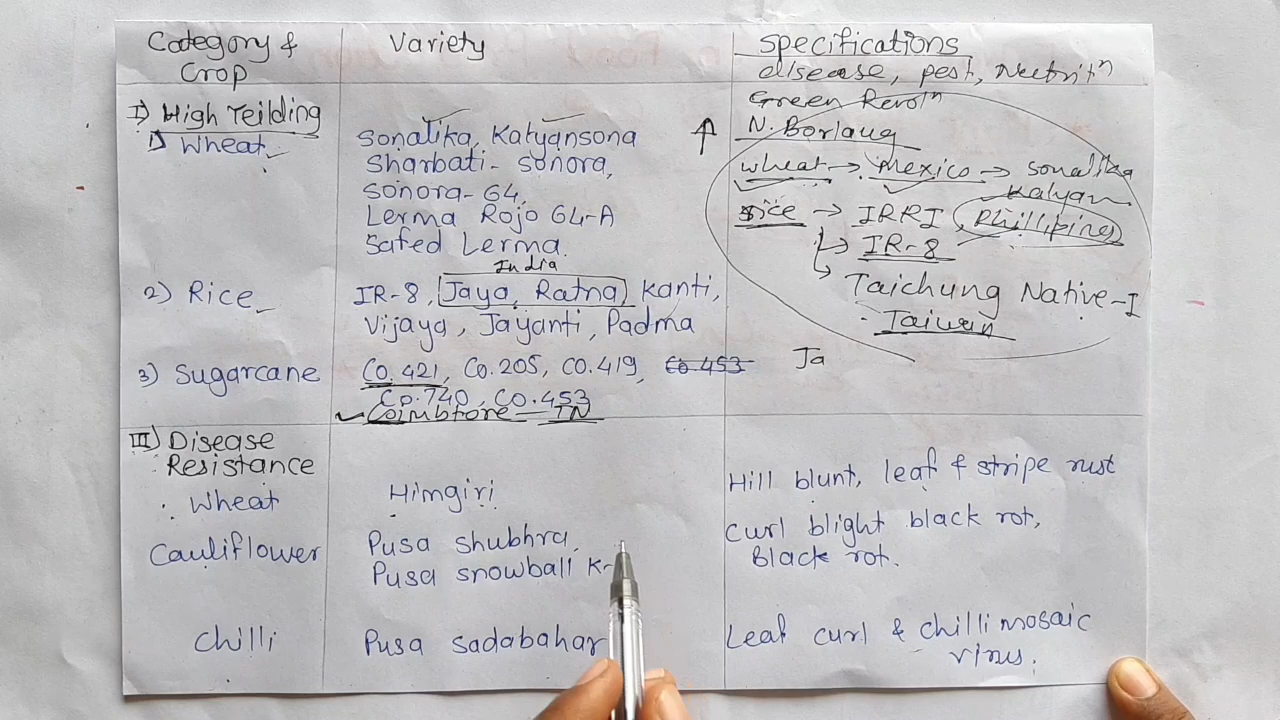 Category & Crop
Variety
Specifications
disease, pest, Neutritⁿ
I) High Yeilding
Green Revolⁿ
1) Wheat
Sonalika, Kalyansona
Sharbati- sonora,
Sonora-64,
Lerma Rojo 64-A
Safed Lerma.
↑ N. Borlaug
wheat → Mexico → sonalika
Kalyan
rice → IRRI, Phillipines
↳ IR-8
↳ Taichung Native-I
Taiwan
India
2) Rice
IR-8, Jaya, Ratna, Kanti,
Vijaya, Jayanti, Padma
3) Sugarcane
Co.421, Co.205, Co.419, Co 453
Co.740, Co.453
Ja
Coimbtore - TN
III) Disease
Resistance
Wheat
Himgiri
Hill blunt, leaf & stripe rust
Cauliflower
Pusa shubhra,
Pusa snowball K-
Curl blight black rot,
Black rot.
Chilli
Pusa sadabahar
Leaf curl & chilli mosaic
virus.